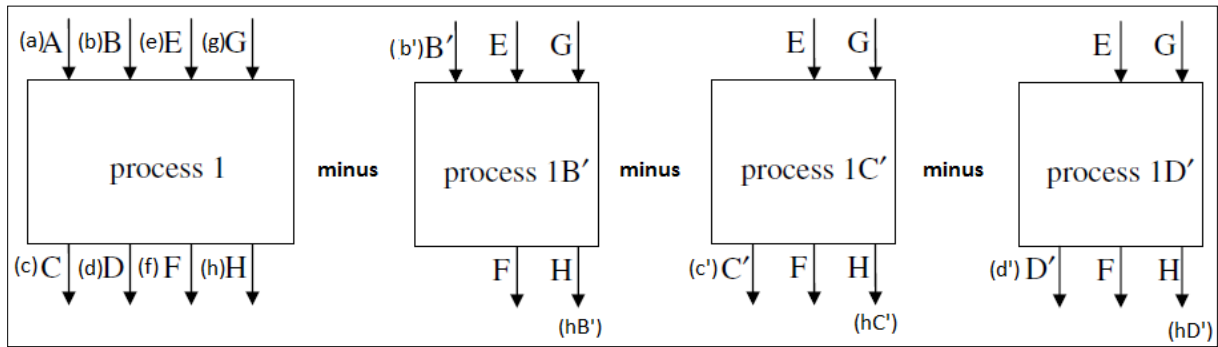 (a)A (b)B (e)E (g)G
(b')B′ E G
E G
E G
process 1 minus process 1B′ minus process 1C′ minus process 1D′
(c)C (d)D (f)F (h)H
F H
(c')C′ F H
(d')D′ F H
(hB') (hC') (hD')